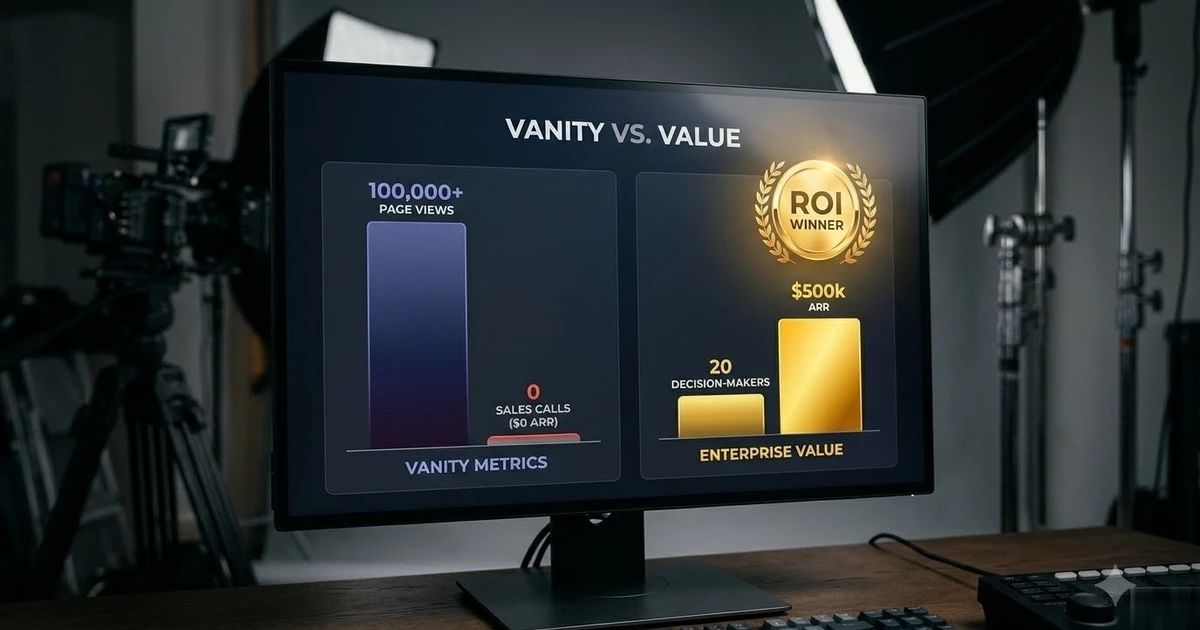 VANITY VS. VALUE
100,000+
PAGE VIEWS
0
SALES CALLS
($0 ARR)
VANITY METRICS
ROI
WINNER
$500k
ARR
20
DECISION-MAKERS
ENTERPRISE VALUE